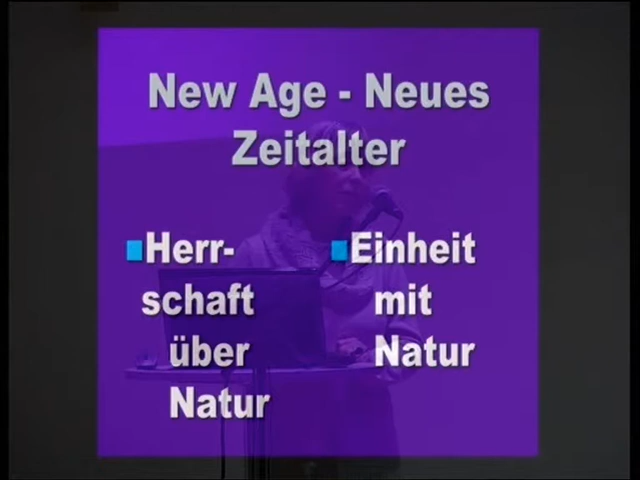 New Age - Neues
Zeitalter
Herr-
schaft
über
Natur
Einheit
mit
Natur